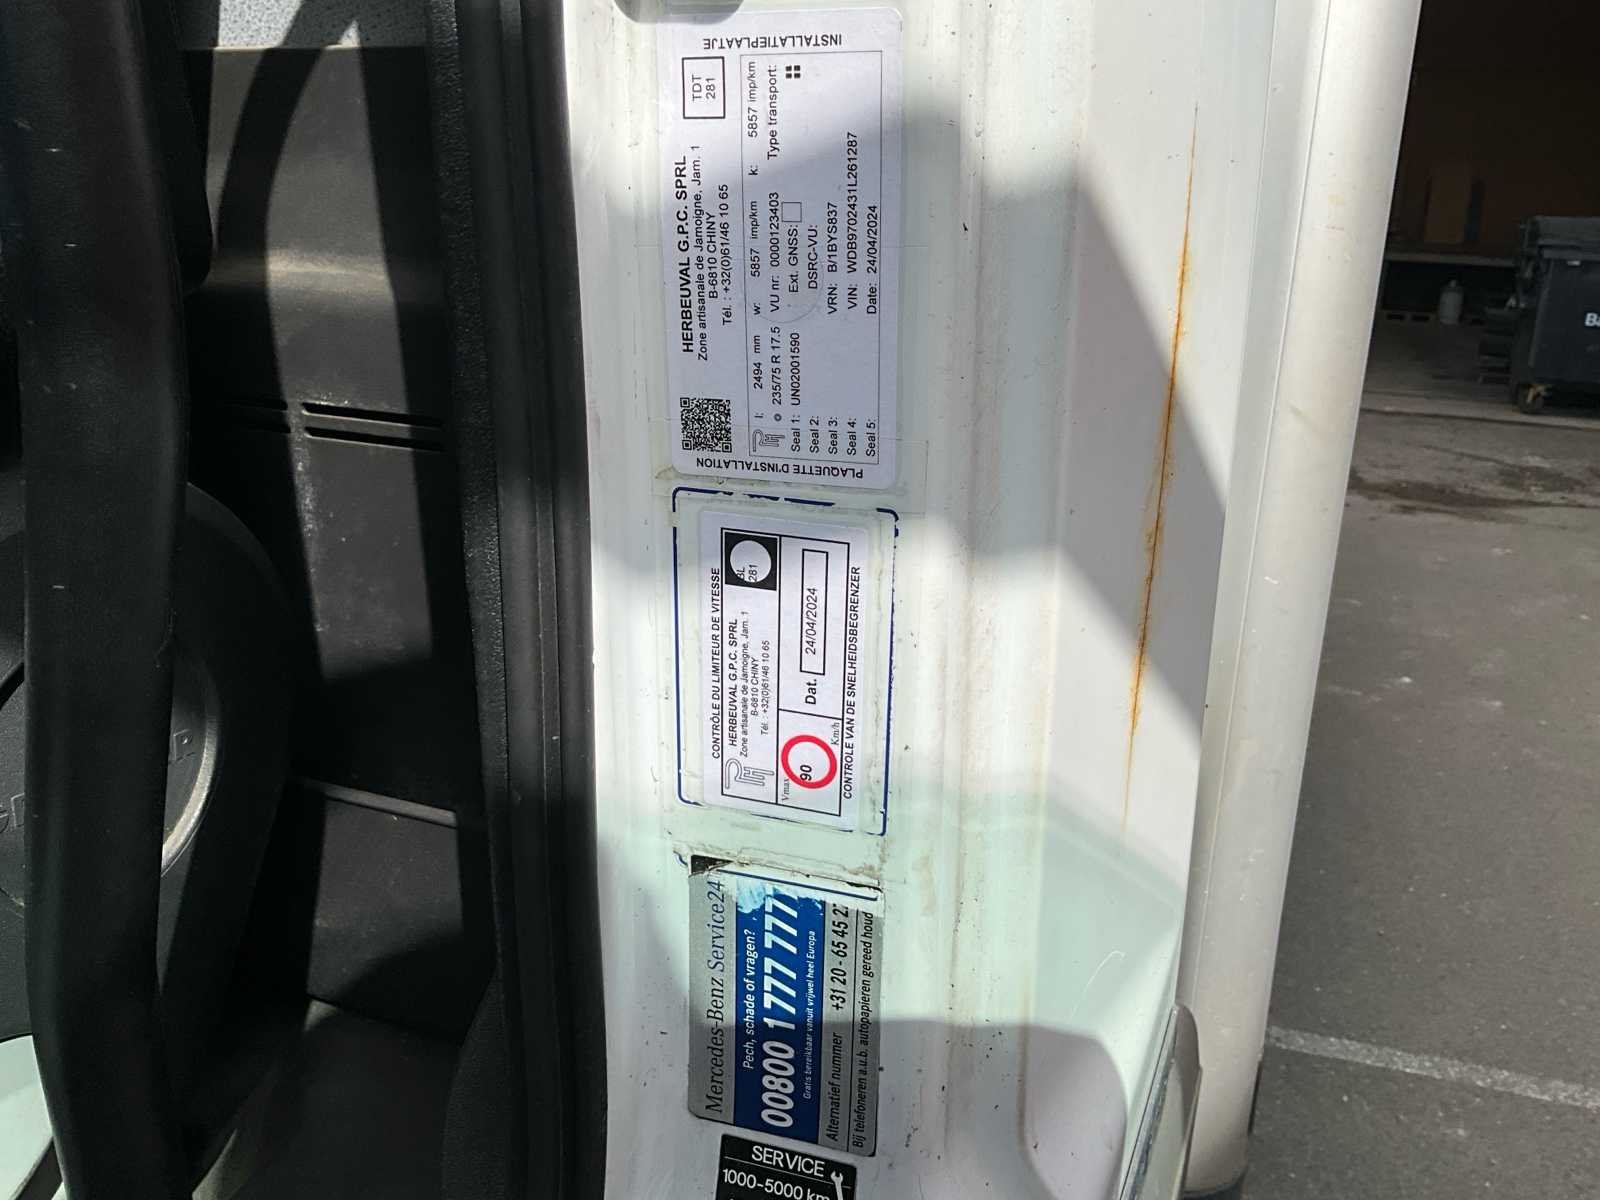 INSTALLATIEPLAATJE
HERBEUVAL G.P.C. SPRL
Zone artisanale de Jamoigne, Jam. 1
B-6810 CHINY
Tél. : +32(0)61/46 10 65
TDT
281
l: 2494 mm w: 5857 imp/km k: 5857 imp/km
235/75 R 17.5 VU nr: 0000123403 Type transport:
Seal 1: UN02001590 Ext. GNSS:
Seal 2: DSRC-VU:
Seal 3: VRN: B/1BYS837
Seal 4: VIN: WDB9702431L261287
Seal 5: Date: 24/04/2024
PLAQUETTE D'INSTALLATION
CONTRÔLE DU LIMITEUR DE VITESSE
HERBEUVAL G.P.C. SPRL
Zone artisanale de Jamoigne, Jam. 1
B-6810 CHINY
Tél. : +32(0)61/46 10 65
BL
281
Vmax 90 Km/h
Dat. 24/04/2024
CONTROLE VAN DE SNELHEIDSBEGRENZER
Mercedes-Benz Service24
Pech, schade of vragen?
00800 1 777 777
Gratis bereikbaar vanuit vrijwel heel Europa
Alternatief nummer +31 20 - 65 45 2
Bij telefoneren a.u.b. autopapieren gereed houd
SERVICE
1000-5000 km